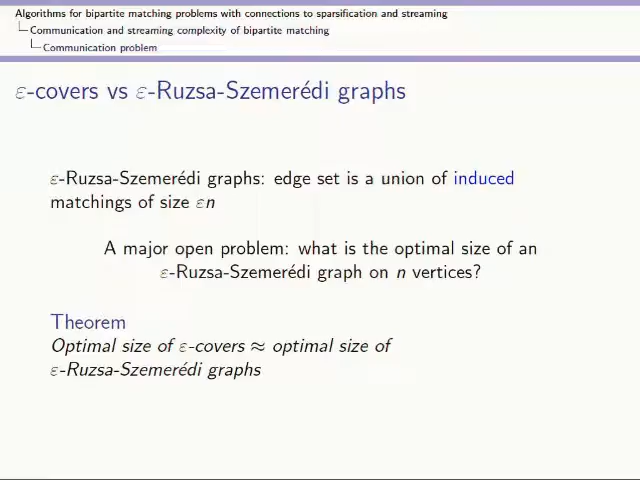 Algorithms for bipartite matching problems with connections to sparsification and streaming
Communication and streaming complexity of bipartite matching
Communication problem
ε-covers vs ε-Ruzsa-Szemerédi graphs
ε-Ruzsa-Szemerédi graphs: edge set is a union of induced
matchings of size εn
A major open problem: what is the optimal size of an
ε-Ruzsa-Szemerédi graph on n vertices?
Theorem
Optimal size of ε-covers ≈ optimal size of
ε-Ruzsa-Szemerédi graphs